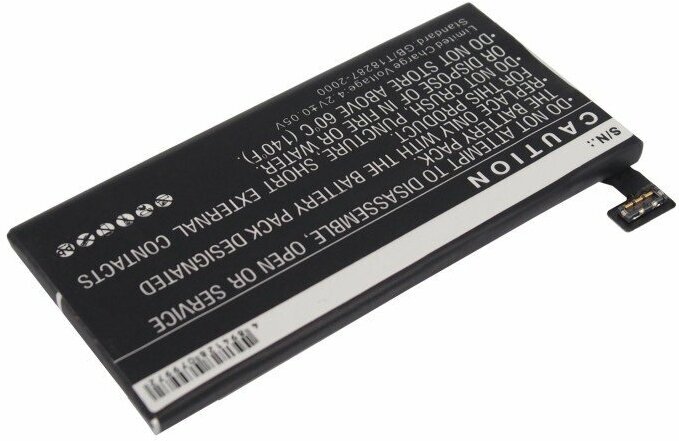 S/N.:
CAUTION
•DO NOT ATTEMPT TO DISASSEMBLE, OPEN OR SERVICE
THE BATTERY PACK.
•REPLACE ONLY WITH THE BATTERY PACK DESIGNATED
FOR THIS PRODUCT.
•DO NOT CRUSH, PUNCTURE, SHORT EXTERNAL CONTACTS
OR DISPOSE OF IN FIRE OR WATER.
•DO NOT STORE ABOVE 60°C (140°F).
Limited Charge Voltage:4.2V±0.05V
Standard:GB/T18287-2000